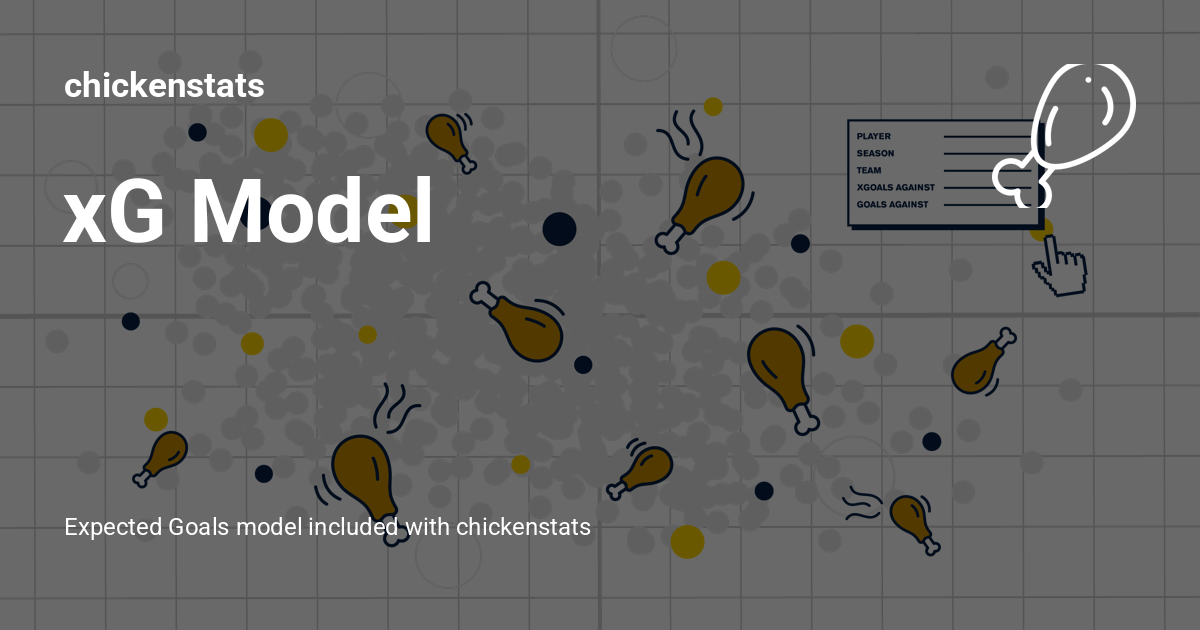 chickenstats
xG Model
PLAYER
SEASON
TEAM
XGOALS AGAINST
GOALS AGAINST
Expected Goals model included with chickenstats